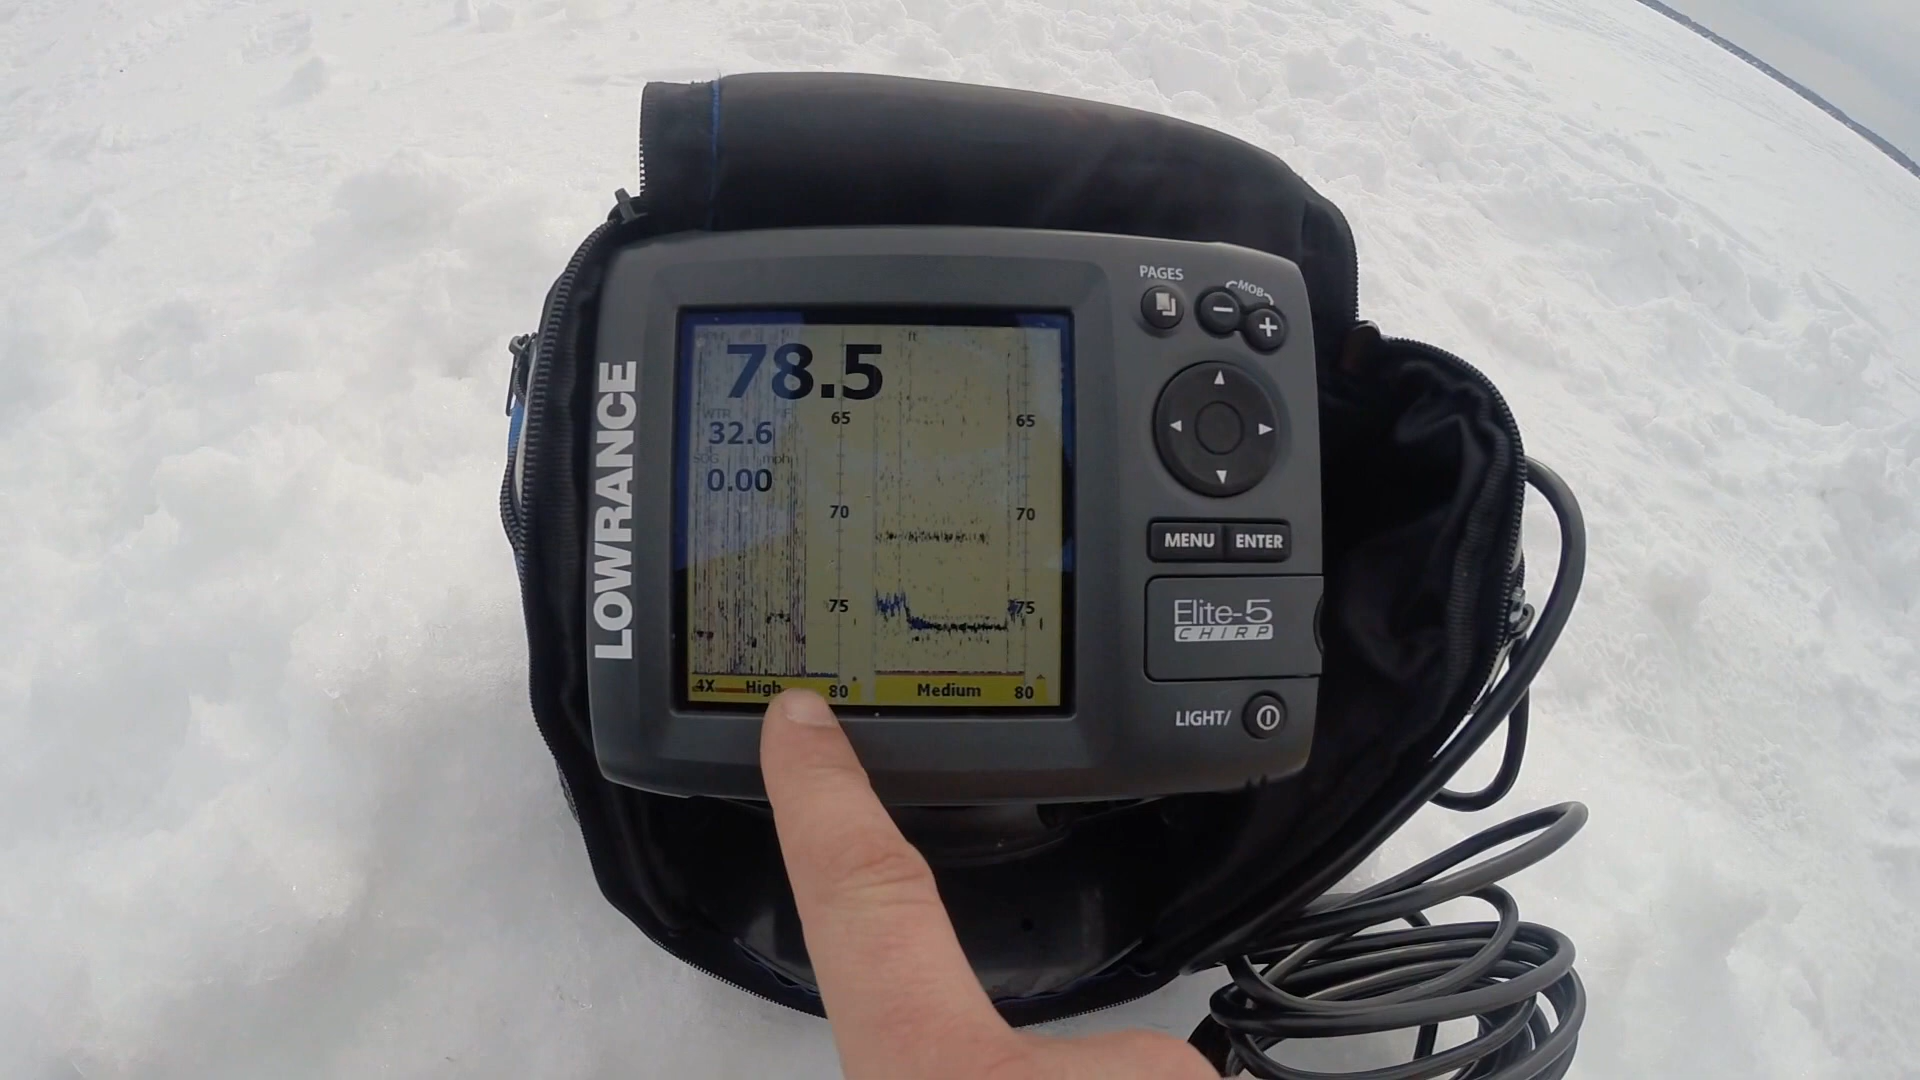 LOWRANCE
ft
78.5
WTR °F
32.6
SOG mph
0.00
65
65
70
70
75
75
4X High 80
Medium 80
PAGES
MOB
MENU ENTER
Elite-5
CHIRP
LIGHT/